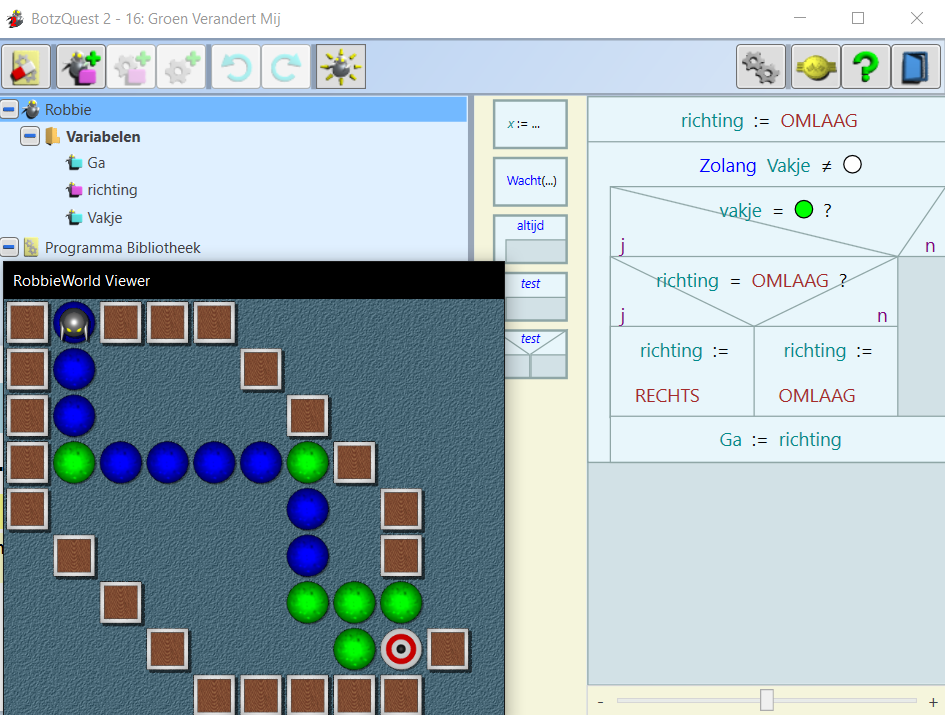 BotzQuest 2 - 16: Groen Verandert Mij
Robbie
Variabelen
Ga
richting
Vakje
Programma Bibliotheek
RobbieWorld Viewer
x := ...
Wacht(...)
altijd
test
test
richting := OMLAAG
Zolang Vakje ≠
vakje = ?
j n
richting = OMLAAG ?
j n
richting := richting :=
RECHTS OMLAAG
Ga := richting
- +